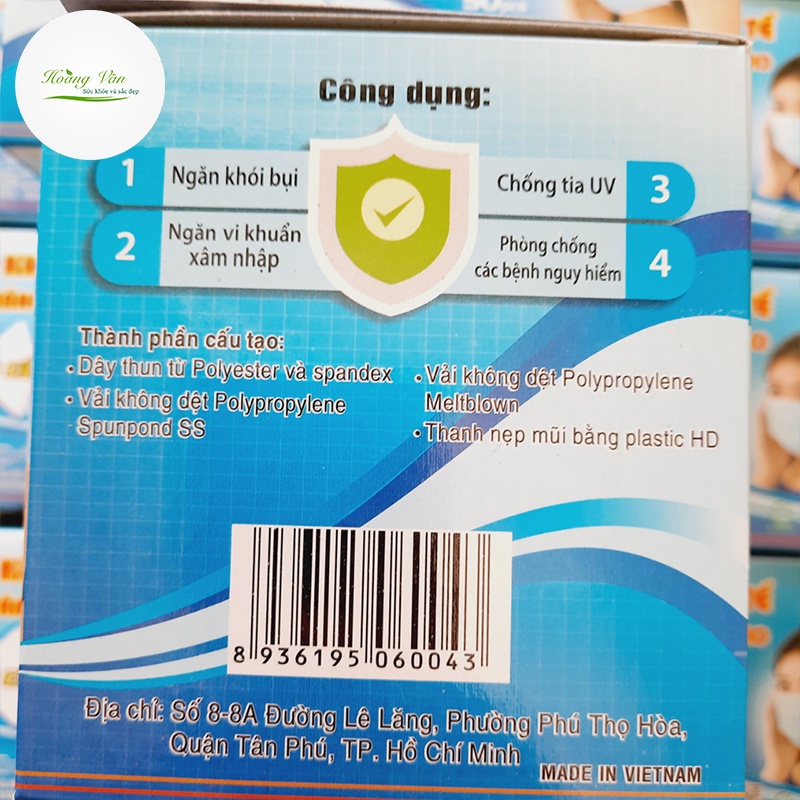 Hoàng Vân
Sức khỏe và sắc đẹp
Công dụng:
1 Ngăn khói bụi
2 Ngăn vi khuẩn
xâm nhập
Chống tia UV 3
Phòng chống
các bệnh nguy hiểm 4
Thành phần cấu tạo:
• Dây thun từ Polyester và spandex
• Vải không dệt Polypropylene
Spunpond SS
• Vải không dệt Polypropylene
Meltblown
• Thanh nẹp mũi bằng plastic HD
8 936195 060043
Địa chỉ: Số 8-8A Đường Lê Lăng, Phường Phú Thọ Hòa,
Quận Tân Phú, TP. Hồ Chí Minh
MADE IN VIETNAM